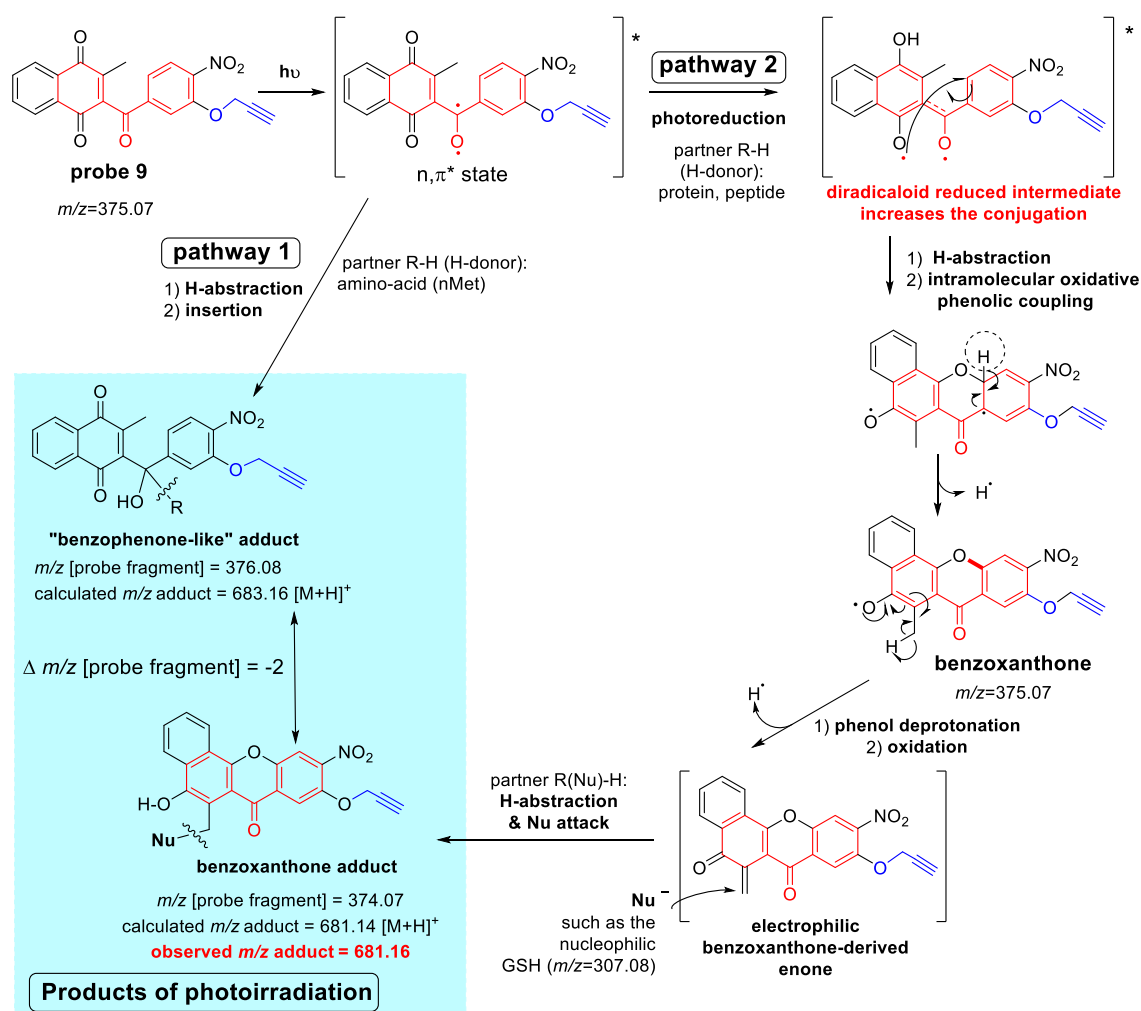 O
O
O
NO₂
O
probe 9
m/z=375.07
hυ
O
O
O•
NO₂
O
*
n,π* state
pathway 2
photoreduction
partner R-H
(H-donor):
protein, peptide
OH
O
•
O
•
NO₂
O
*
diradicaloid reduced intermediate
increases the conjugation
pathway 1
1) H-abstraction
2) insertion
partner R-H (H-donor):
amino-acid (nMet)
1) H-abstraction
2) intramolecular oxidative
phenolic coupling
H
O
NO₂
O
•O
O
H•
O
O
NO₂
O
HO
R
"benzophenone-like" adduct
m/z [probe fragment] = 376.08
calculated m/z adduct = 683.16 [M+H]⁺
Δ m/z [probe fragment] = -2
O
NO₂
O
•O
H
O
benzoxanthone
m/z=375.07
H•
1) phenol deprotonation
2) oxidation
O
NO₂
H-O
O
O
Nu
benzoxanthone adduct
m/z [probe fragment] = 374.07
calculated m/z adduct = 681.14 [M+H]⁺
observed m/z adduct = 681.16
Products of photoirradiation
partner R(Nu)-H:
H-abstraction
& Nu attack
Nu⁻
such as the
nucleophilic
GSH (m/z=307.08)
O
NO₂
O
O
O
electrophilic
benzoxanthone-derived
enone